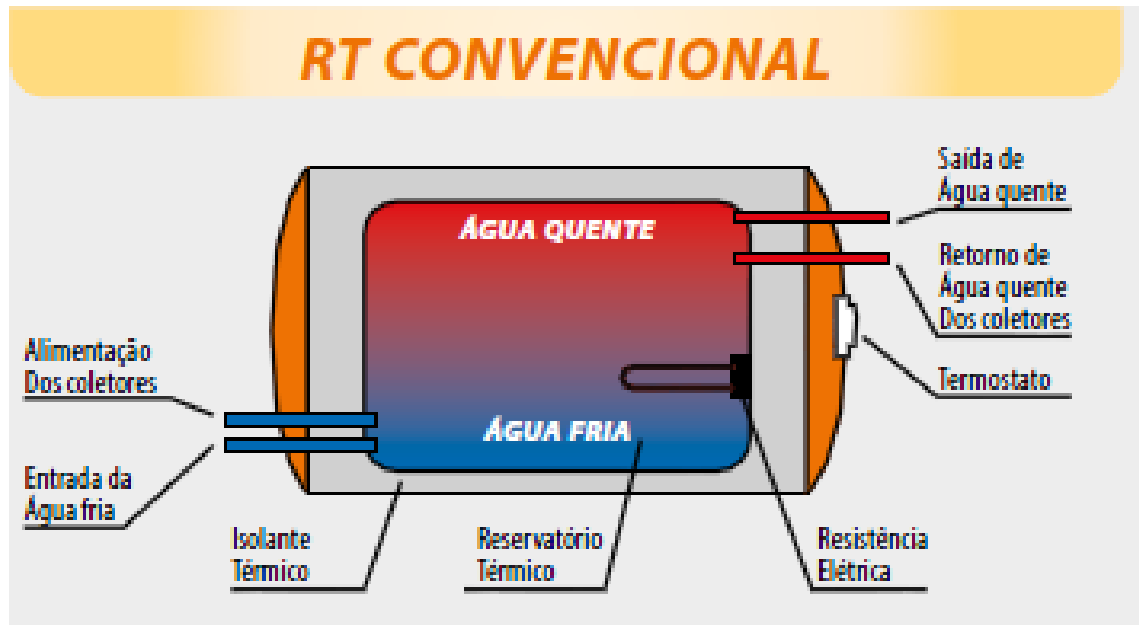 RT CONVENCIONAL
Saída de
Água quente
ÁGUA QUENTE
Retorno de
Água quente
Dos coletores
Alimentação
Dos coletores
Termostato
ÁGUA FRIA
Entrada da
Água fria
Isolante
Térmico
Reservatório
Térmico
Resistência
Elétrica